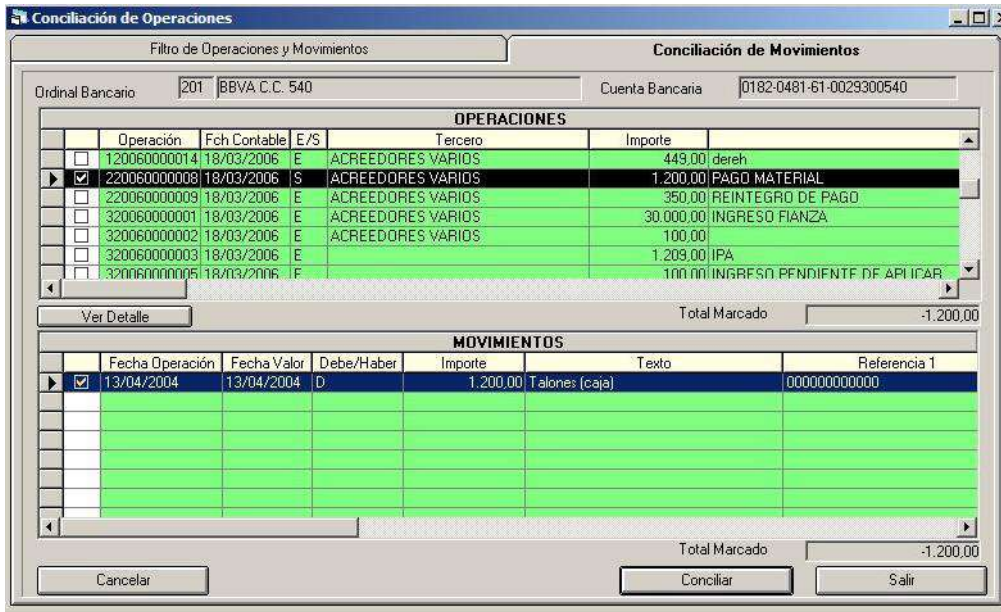 Conciliación de Operaciones
Filtro de Operaciones y Movimientos Conciliación de Movimientos
Ordinal Bancario 201 BBVA C.C. 540 Cuenta Bancaria 0182-0481-61-0029300540
OPERACIONES
Operación Fch Contable E/S Tercero Importe
120060000014 18/03/2006 E ACREEDORES VARIOS 449,00 dereh
220060000008 18/03/2006 S ACREEDORES VARIOS 1.200,00 PAGO MATERIAL
220060000009 18/03/2006 E ACREEDORES VARIOS 350,00 REINTEGRO DE PAGO
320060000001 18/03/2006 E ACREEDORES VARIOS 30.000,00 INGRESO FIANZA
320060000002 18/03/2006 E ACREEDORES VARIOS 100,00
320060000003 18/03/2006 E 1.209,00 IPA
320060000005 18/03/2006 E 100,00 INGRESO PENDIENTE DE APLICAR
Ver Detalle Total Marcado -1.200,00
MOVIMIENTOS
Fecha Operación Fecha Valor Debe/Haber Importe Texto Referencia 1
13/04/2004 13/04/2004 D 1.200,00 Talones (caja) 000000000000
Total Marcado -1.200,00
Cancelar Conciliar Salir